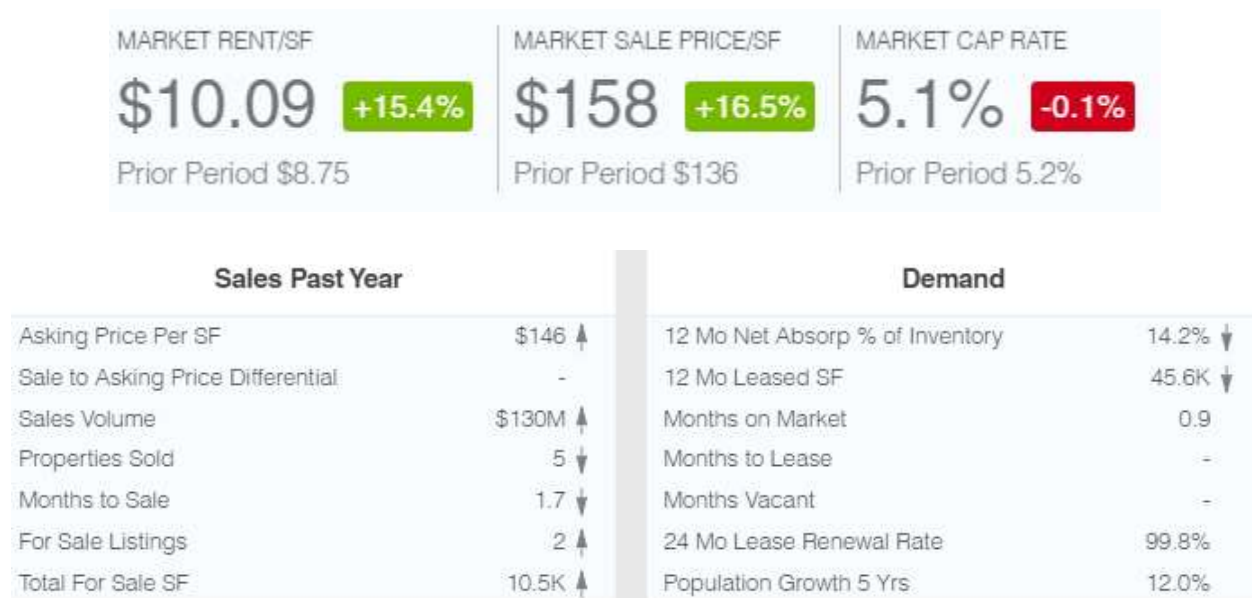 MARKET RENT/SF
$10.09 +15.4%
Prior Period $8.75
MARKET SALE PRICE/SF
$158 +16.5%
Prior Period $136
MARKET CAP RATE
5.1% -0.1%
Prior Period 5.2%
Sales Past Year
Asking Price Per SF $146
Sale to Asking Price Differential -
Sales Volume $130M
Properties Sold 5
Months to Sale 1.7
For Sale Listings 2
Total For Sale SF 10.5K
Demand
12 Mo Net Absorp % of Inventory 14.2%
12 Mo Leased SF 45.6K
Months on Market 0.9
Months to Lease -
Months Vacant -
24 Mo Lease Renewal Rate 99.8%
Population Growth 5 Yrs 12.0%